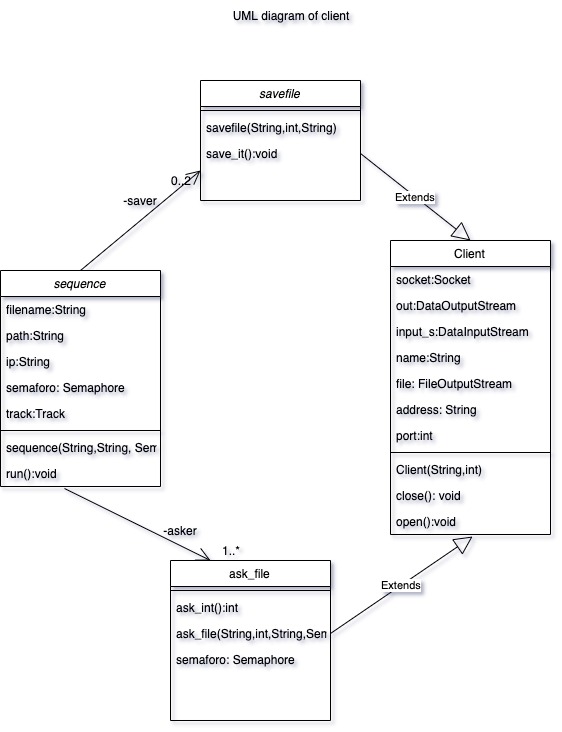 UML diagram of client
savefile
savefile(String,int,String)
save_it():void
0..2
-saver
Extends
sequence
filename:String
path:String
ip:String
semaforo: Semaphore
track:Track
sequence(String,String, Sem
run():void
Client
socket:Socket
out:DataOutputStream
input_s:DataInputStream
name:String
file: FileOutputStream
address: String
port:int
Client(String,int)
close(): void
open():void
-asker
1..*
Extends
ask_file
ask_int():int
ask_file(String,int,String,Sem
semaforo: Semaphore